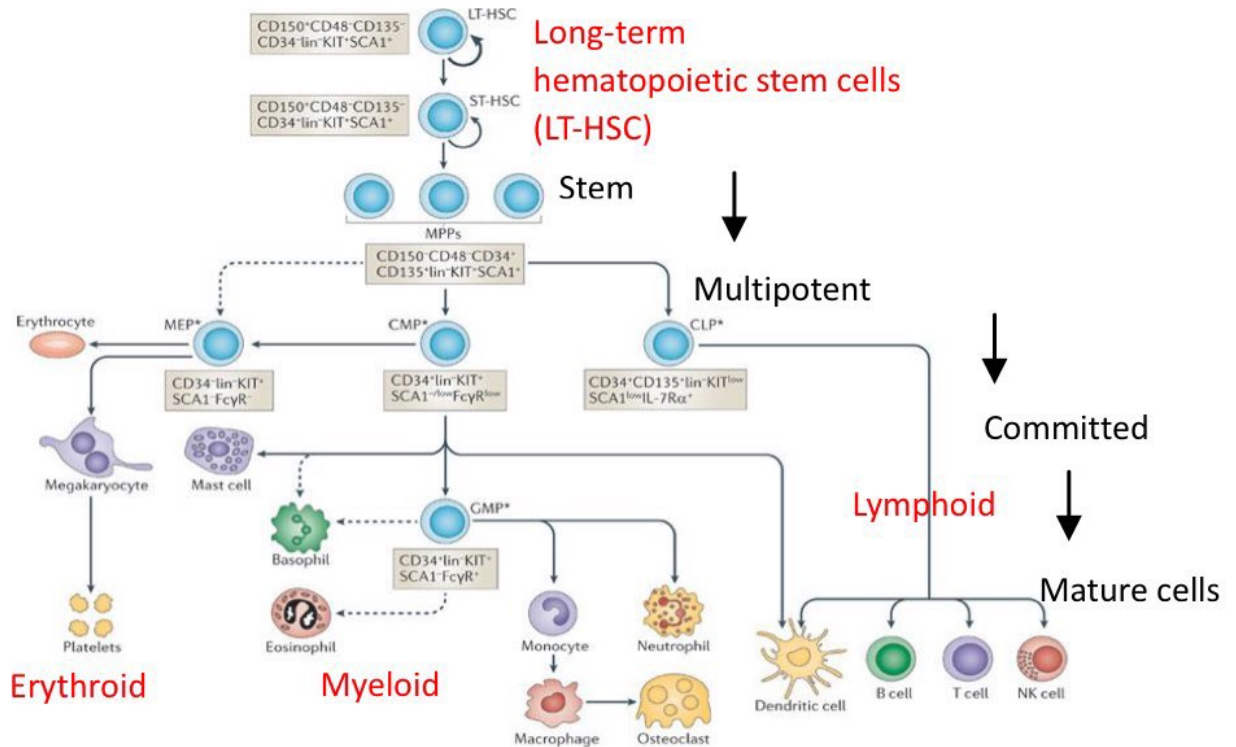 LT-HSC
CD150⁺CD48⁻CD135⁻
CD34⁻lin⁻KIT⁺SCA1⁺
Long-term
hematopoietic stem cells
(LT-HSC)
ST-HSC
CD150⁺CD48⁻CD135⁻
CD34⁺lin⁻KIT⁺SCA1⁺
Stem
MPPs
CD150⁻CD48⁻CD34⁺
CD135⁺lin⁻KIT⁺SCA1⁺
Multipotent
Erythrocyte
MEP*
CMP*
CLP*
CD34⁻lin⁻KIT⁺
SCA1⁻FcγR⁻
CD34⁺lin⁻KIT⁺
SCA1⁻/ˡᵒʷFcγRˡᵒʷ
CD34⁺CD135⁺lin⁻KITˡᵒʷ
SCA1ˡᵒʷIL-7Rα⁺
Committed
Megakaryocyte
Mast cell
Lymphoid
GMP*
Basophil
CD34⁺lin⁻KIT⁺
SCA1⁻FcγR⁺
Mature cells
Platelets
Eosinophil
Monocyte
Neutrophil
Dendritic cell
B cell
T cell
NK cell
Erythroid
Myeloid
Macrophage
Osteoclast